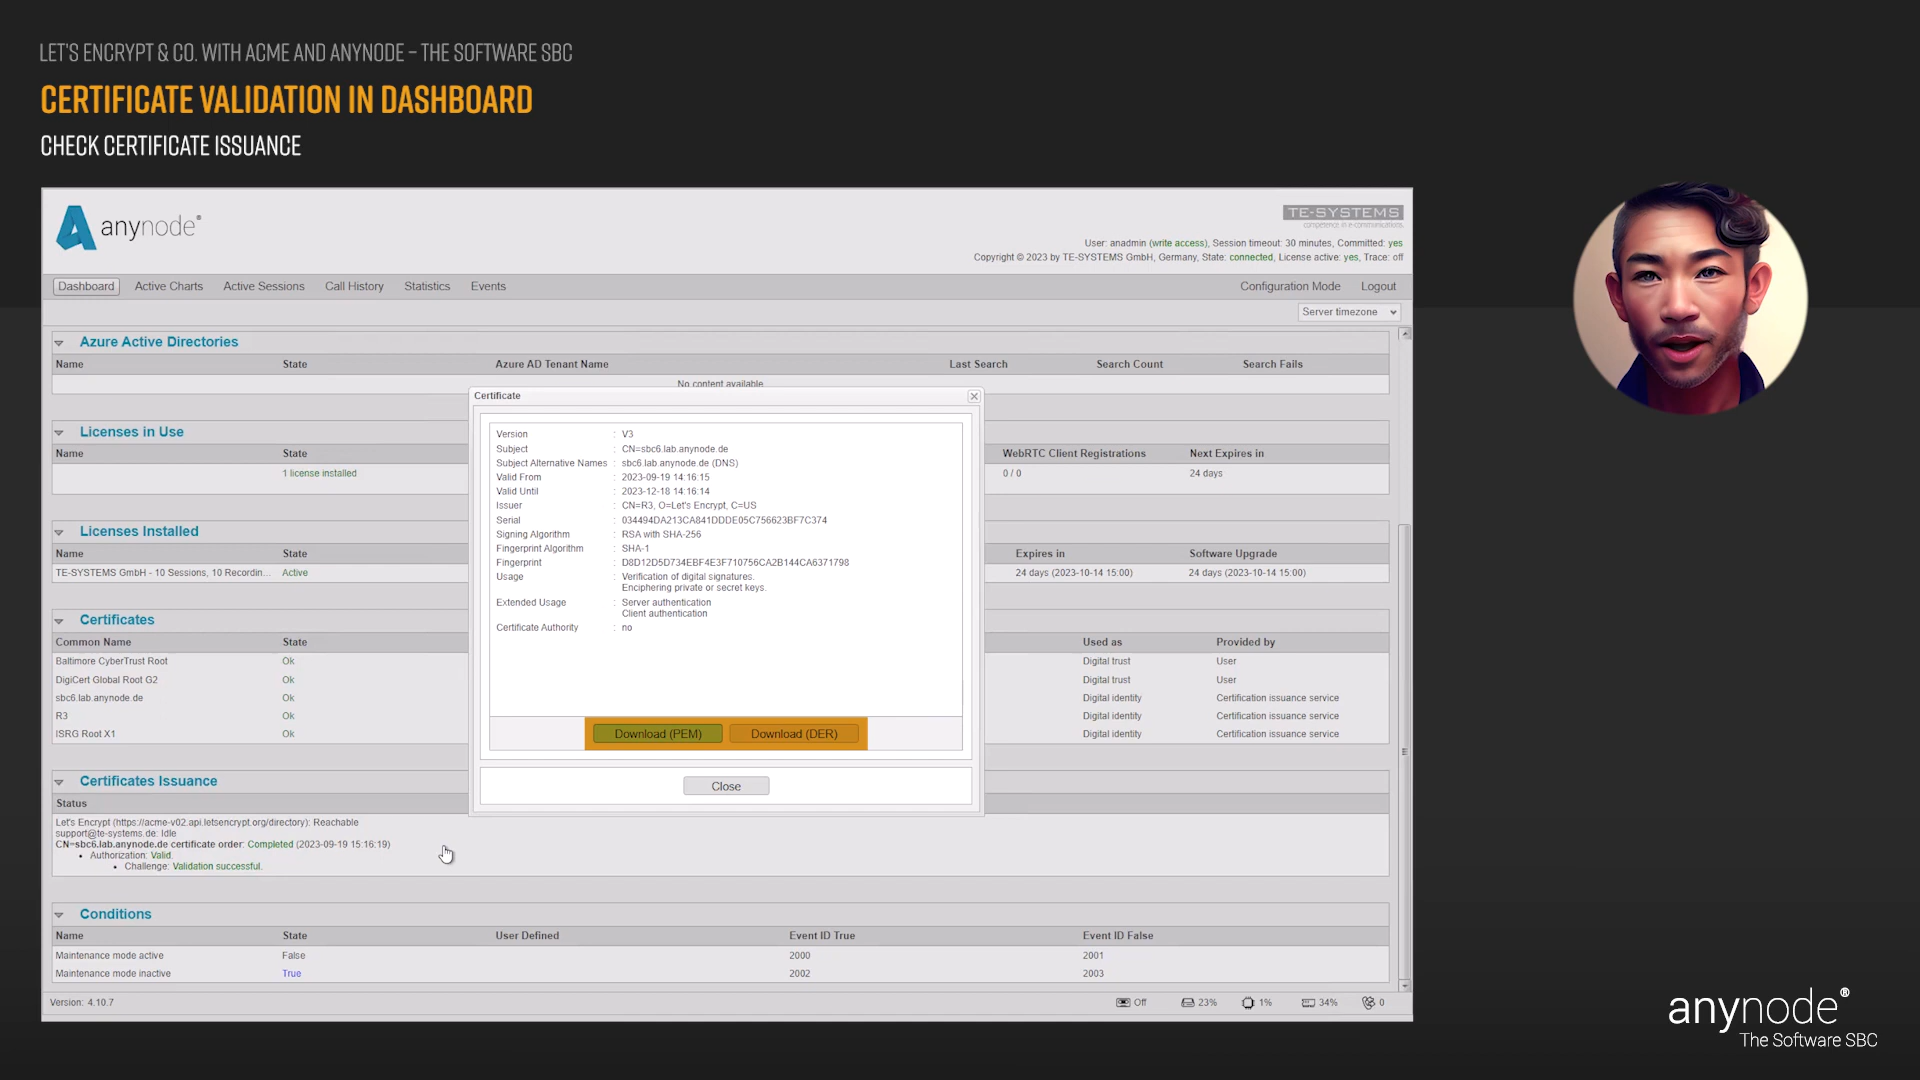 LET'S ENCRYPT & CO. WITH ACME AND ANYNODE – THE SOFTWARE SBC
CERTIFICATE VALIDATION IN DASHBOARD
CHECK CERTIFICATE ISSUANCE
anynode®
TE-SYSTEMS
competence in e-communications.
User: anadmin (write access), Session timeout: 30 minutes, Committed: yes
Copyright © 2023 by TE-SYSTEMS GmbH, Germany, State: connected, License active: yes, Trace: off
Dashboard Active Charts Active Sessions Call History Statistics Events Configuration Mode Logout
Server timezone
Azure Active Directories
Name State Azure AD Tenant Name Last Search Search Count Search Fails
No content available
Licenses in Use
Name State WebRTC Client Registrations Next Expires in
1 license installed 0 / 0 24 days
Licenses Installed
Name State Expires in Software Upgrade
TE-SYSTEMS GmbH - 10 Sessions, 10 Recordin... Active 24 days (2023-10-14 15:00) 24 days (2023-10-14 15:00)
Certificates
Common Name State Used as Provided by
Baltimore CyberTrust Root Ok Digital trust User
DigiCert Global Root G2 Ok Digital trust User
sbc6.lab.anynode.de Ok Digital identity Certification issuance service
R3 Ok Digital identity Certification issuance service
ISRG Root X1 Ok Digital identity Certification issuance service
Certificate
Version : V3
Subject : CN=sbc6.lab.anynode.de
Subject Alternative Names : sbc6.lab.anynode.de (DNS)
Valid From : 2023-09-19 14:16:15
Valid Until : 2023-12-18 14:16:14
Issuer : CN=R3, O=Let's Encrypt, C=US
Serial : 034494DA213CA841DDDE05C756623BF7C374
Signing Algorithm : RSA with SHA-256
Fingerprint Algorithm : SHA-1
Fingerprint : D8D12D5D734EBF4E3F710756CA2B144CA6371798
Usage : Verification of digital signatures.
Enciphering private or secret keys.
Extended Usage : Server authentication
Client authentication
Certificate Authority : no
Download (PEM) Download (DER)
Close
Certificates Issuance
Status
Let's Encrypt (https://acme-v02.api.letsencrypt.org/directory): Reachable
support@te-systems.de: Idle
CN=sbc6.lab.anynode.de certificate order: Completed (2023-09-19 15:16:19)
• Authorization: Valid.
• Challenge: Validation successful.
Conditions
Name State User Defined Event ID True Event ID False
Maintenance mode active False 2000 2001
Maintenance mode inactive True 2002 2003
Version: 4.10.7 Off 23% 1% 34% 0
anynode®
The Software SBC